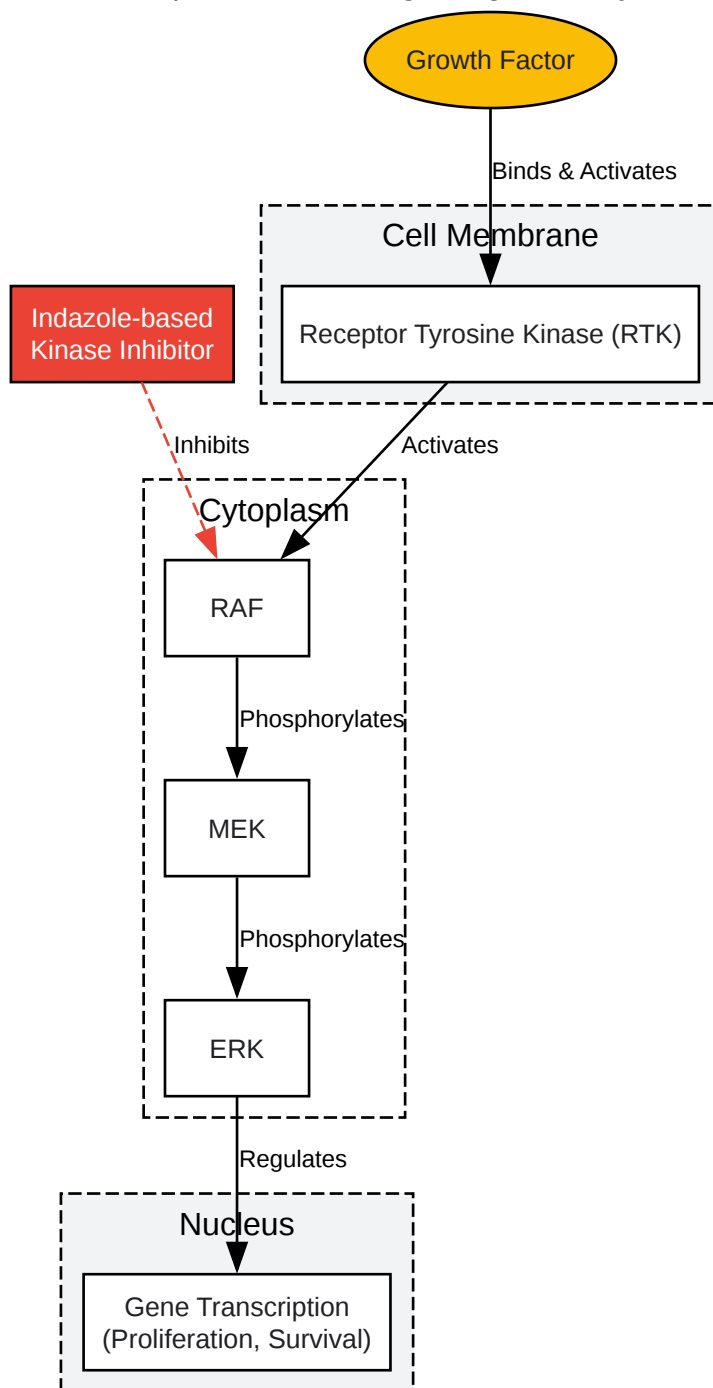 Growth Factor
Binds & Activates
Cell Membrane
Indazole-based
Kinase Inhibitor
Receptor Tyrosine Kinase (RTK)
Inhibits
Activates
Cytoplasm
RAF
Phosphorylates
MEK
Phosphorylates
ERK
Regulates
Nucleus
Gene Transcription
(Proliferation, Survival)